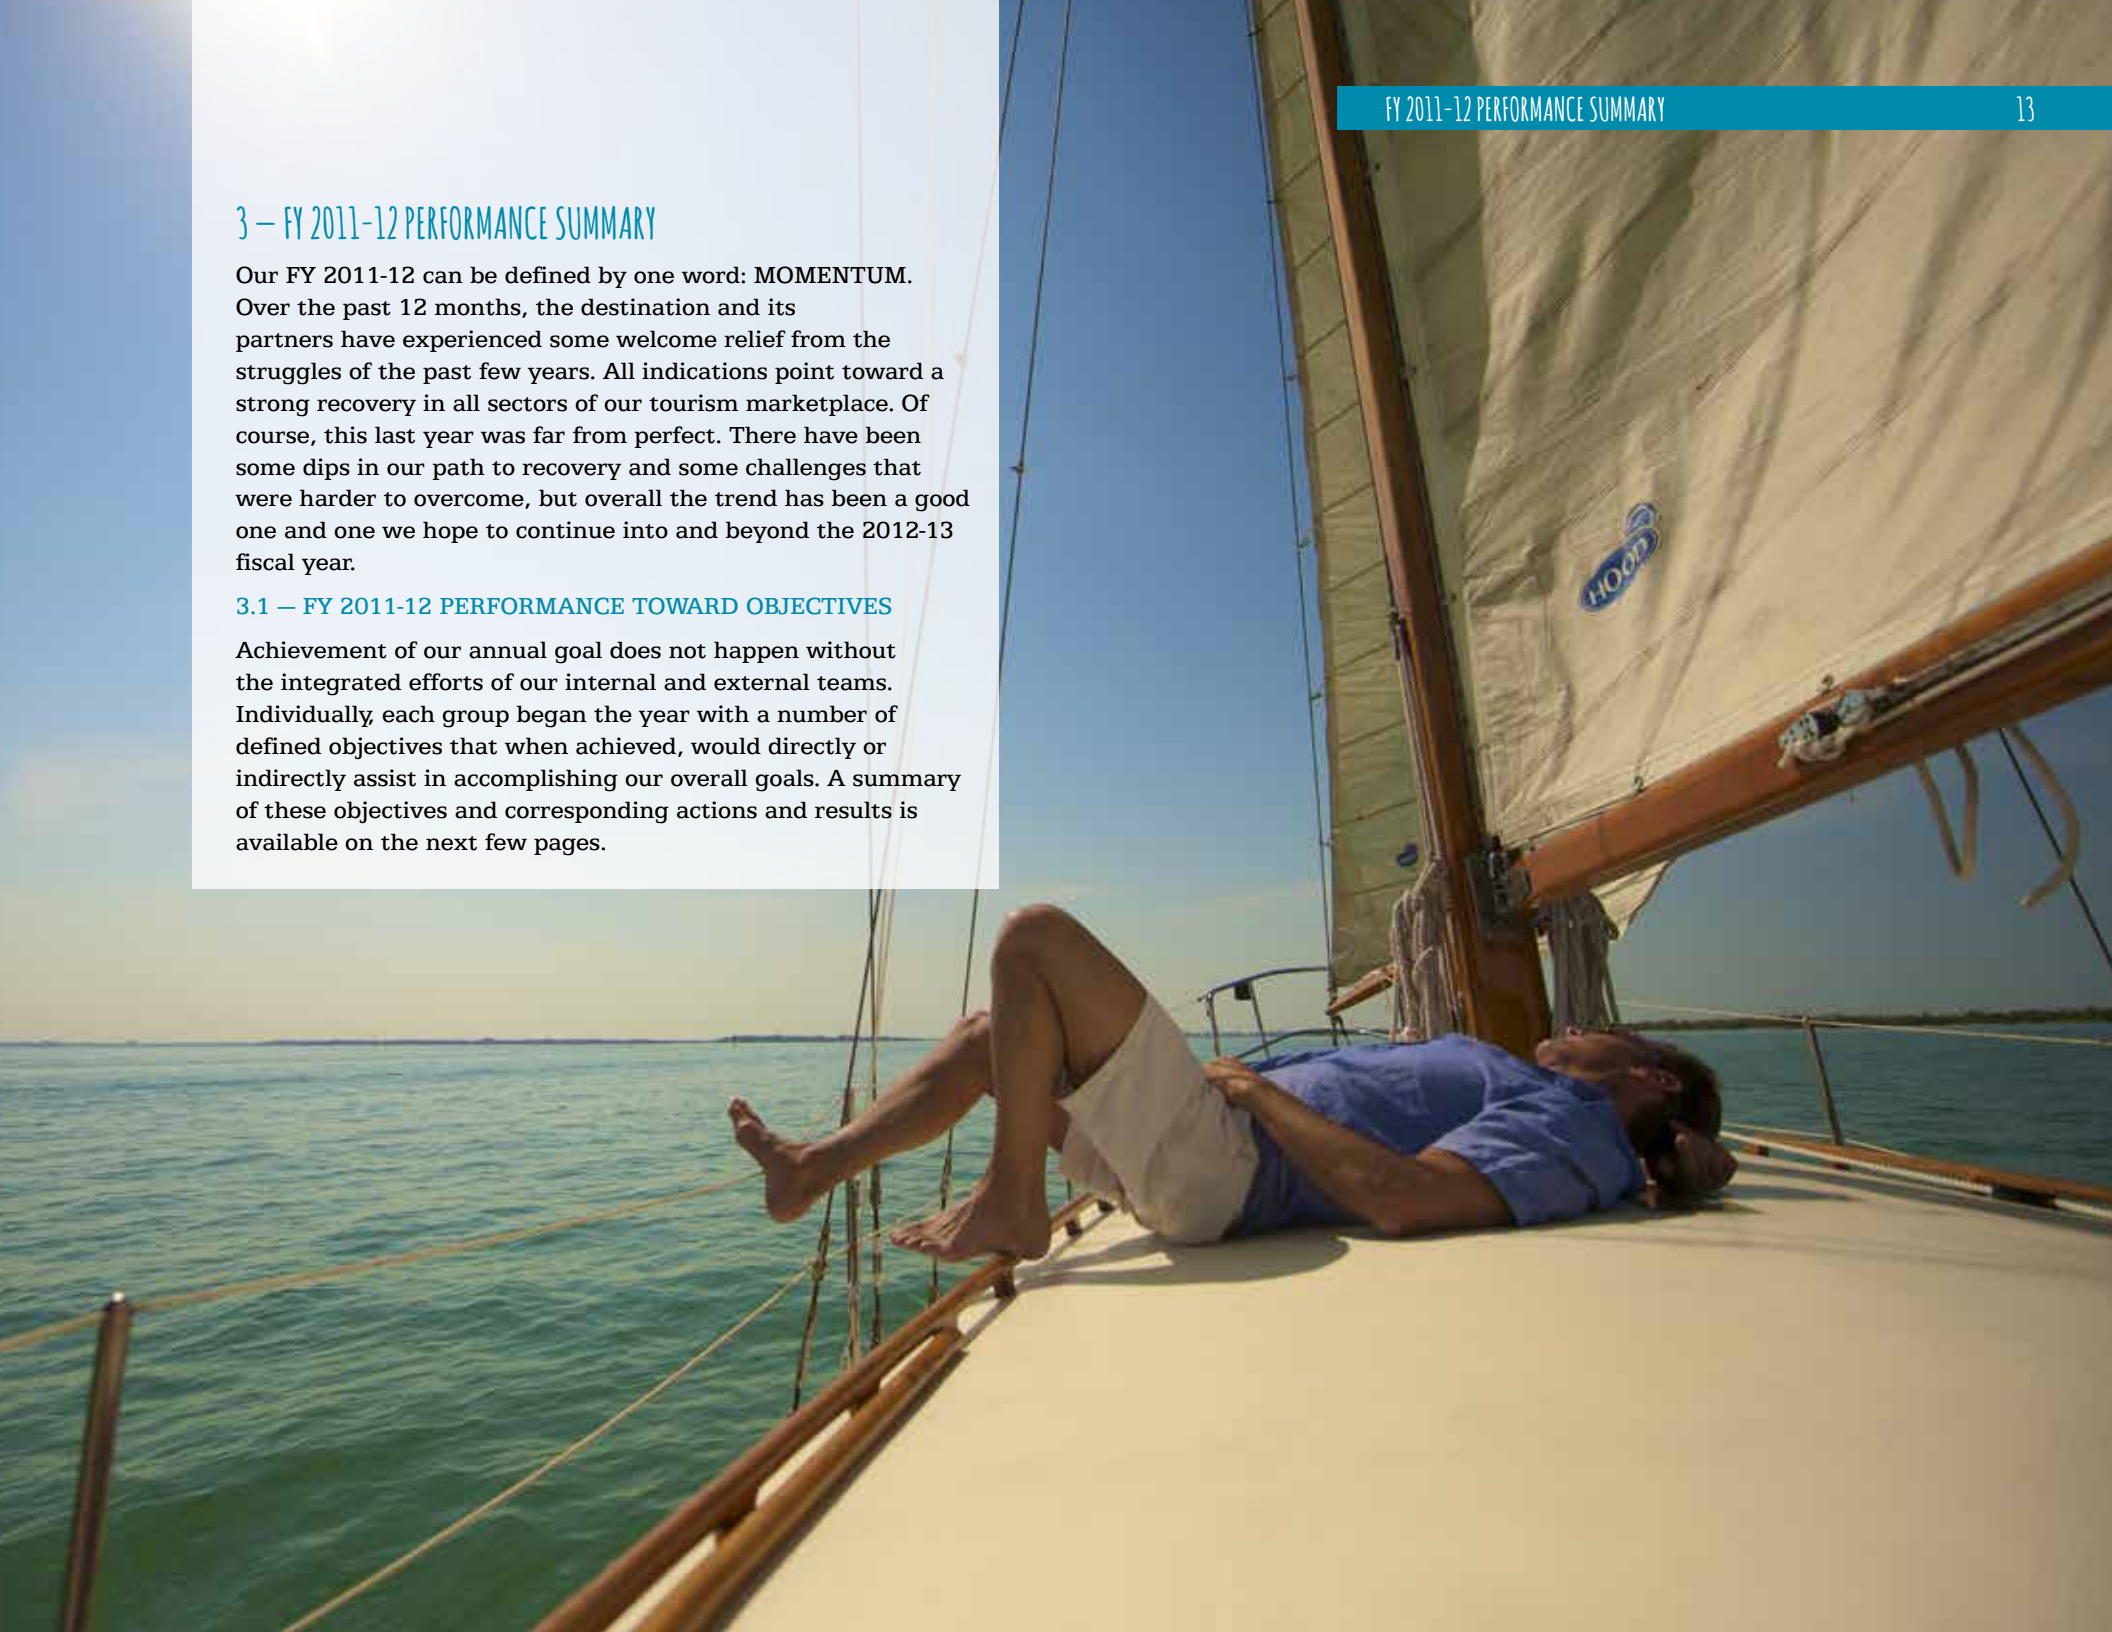 FY 2011-12 PERFORMANCE SUMMARY 13
3 — FY 2011-12 PERFORMANCE SUMMARY
Our FY 2011-12 can be defined by one word: MOMENTUM.
Over the past 12 months, the destination and its
partners have experienced some welcome relief from the
struggles of the past few years. All indications point toward a
strong recovery in all sectors of our tourism marketplace. Of
course, this last year was far from perfect. There have been
some dips in our path to recovery and some challenges that
were harder to overcome, but overall the trend has been a good
one and one we hope to continue into and beyond the 2012-13
fiscal year.
3.1 — FY 2011-12 PERFORMANCE TOWARD OBJECTIVES
Achievement of our annual goal does not happen without
the integrated efforts of our internal and external teams.
Individually, each group began the year with a number of
defined objectives that when achieved, would directly or
indirectly assist in accomplishing our overall goals. A summary
of these objectives and corresponding actions and results is
available on the next few pages.
HOOD